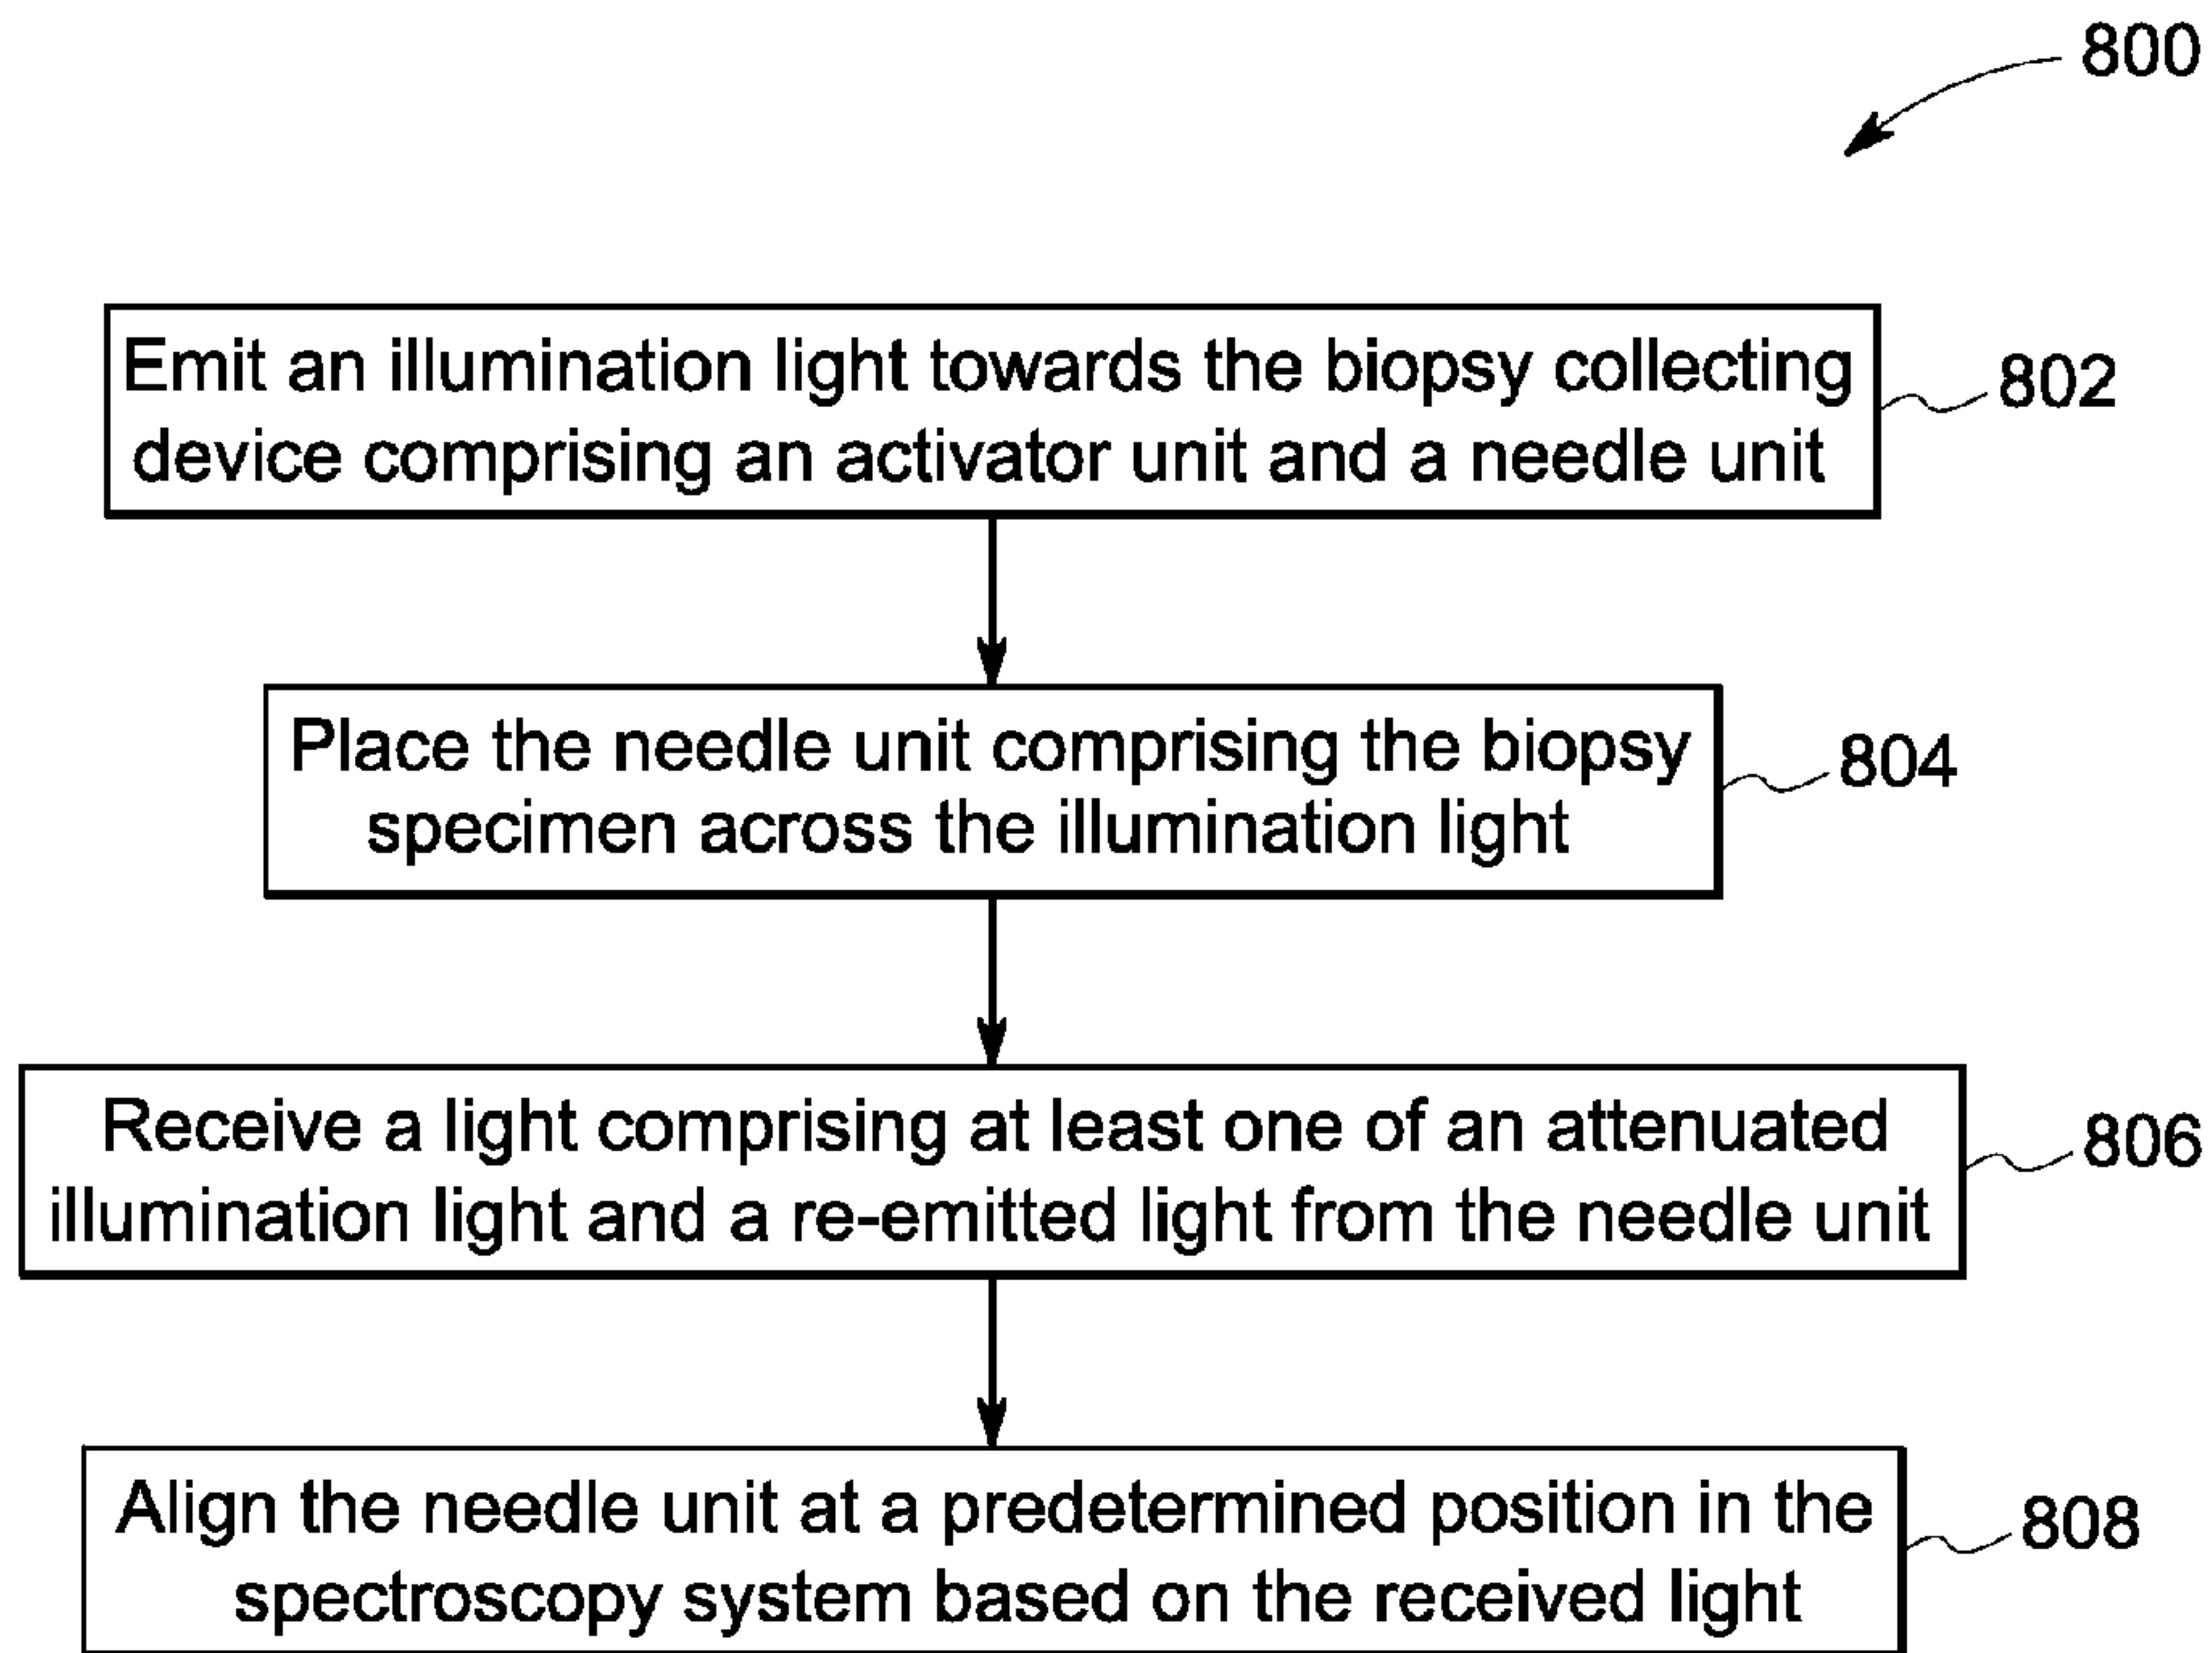 800
Emit an illumination light towards the biopsy collecting
device comprising an activator unit and a needle unit
802
Place the needle unit comprising the biopsy
specimen across the illumination light
804
Receive a light comprising at least one of an attenuated
illumination light and a re-emitted light from the needle unit
806
Align the needle unit at a predetermined position in the
spectroscopy system based on the received light
808